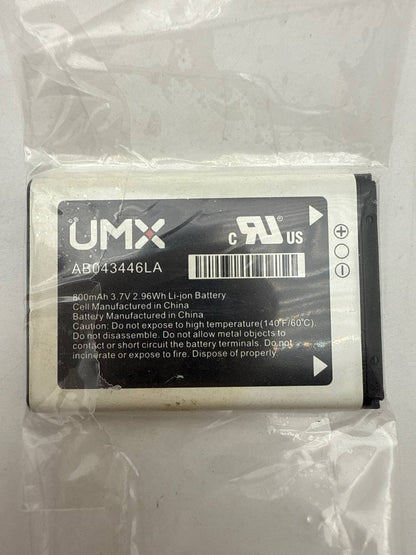 UMX
c RU US
AB043446LA
800mAh 3.7V 2.96Wh Li-jon Battery
Cell Manufactured in China
Battery Manufactured in China
Caution: Do not expose to high temperature(140°F/60°C)
Do not disassemble. Do not allow metal objects to
contact or short circuit the battery terminals. Do not
incinerate or expose to fire. Dispose of properly.
+
-